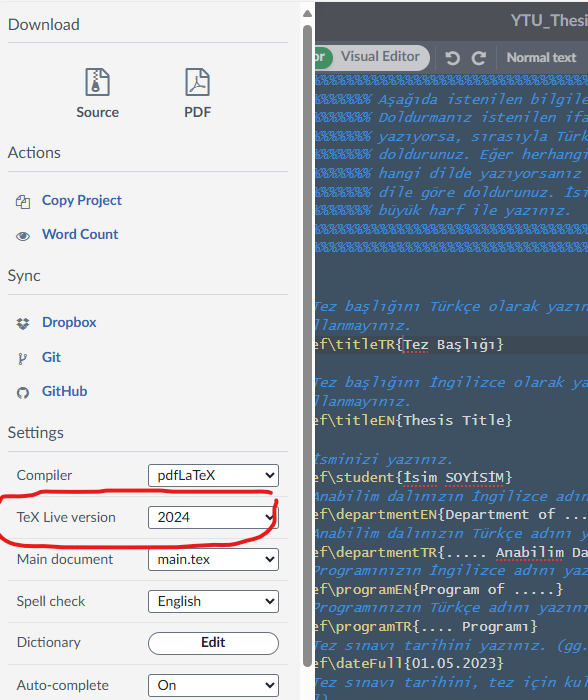 Download
Source
PDF
Actions
Copy Project
Word Count
Sync
Dropbox
Git
GitHub
Settings
Compiler
pdfLaTeX
TeX Live version
2024
Main document
main.tex
Spell check
English
Dictionary
Edit
Auto-complete
On
YTU_Thesi
or
Visual Editor
Normal text
%%%%%%%%%%%%%%%%%%%%%%%%%%%%%%
%%%%%%% Aşağıda istenilen bilgile
%%%%%%% Doldurmanız istenilen ifa
%%%%%%% yazıyorsa, sırasıyla Türk
%%%%%%% doldurunuz. Eğer herhangi
%%%%%%% hangi dilde yazıyorsanız
%%%%%%% dile göre doldurunuz. İsi
%%%%%%% büyük harf ile yazınız.
%%%%%%%%%%%%%%%%%%%%%%%%%%%%%%
%%%%%%%%%%%%%%%%%%%%%%%%%%%%%%
Tez başlığını Türkçe olarak yazın
llanmayınız.
ef\titleTR{Tez Başlığı}
Tez başlığını İngilizce olarak ya
llanmayınız.
ef\titleEN{Thesis Title}
İsminizi yazınız.
ef\student{İsim SOYİSİM}
Anabilim dalınızın İngilizce adın
ef\departmentEN{Department of ....
Anabilim dalınızın Türkçe adını y
ef\departmentTR{..... Anabilim Da
Programınızın İngilizce adını yaz
ef\programEN{Program of .....}
Programınızın Türkçe adını yazını
ef\programTR{.... Programı}
Tez sınavı tarihini yazınız. (gg.
ef\dateFull{01.05.2023}
Tez sınavı tarihini, tez için kul